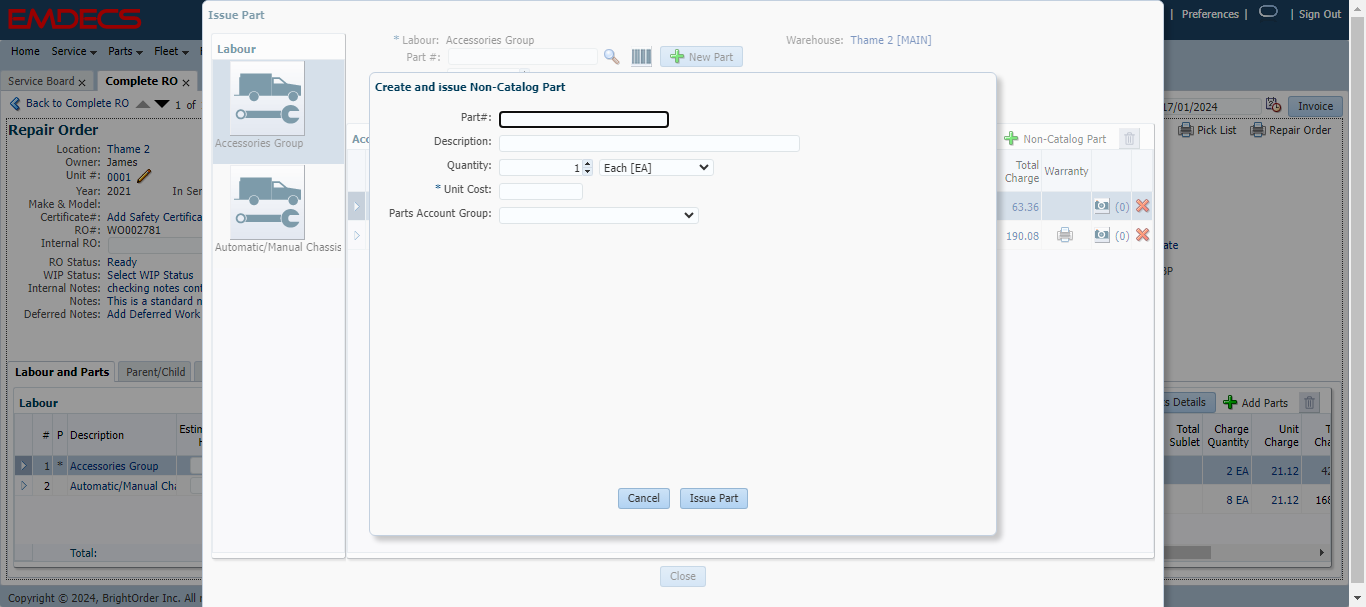 EMDECS
| Preferences | | Sign Out
Home Service Parts Fleet
Service Board x Complete RO x
Back to Complete RO 1 of
17/01/2024 Invoice
Pick List Repair Order
Repair Order
Location: Thame 2
Owner: James
Unit #: 0001
Year: 2021 In Serv
Make & Model:
Certificate#: Add Safety Certifica
RO#: WO002781
Internal RO:
RO Status: Ready
WIP Status: Select WIP Status
Internal Notes: checking notes cont
Notes: This is a standard n
Deferred Notes: Add Deferred Work
ate
BP
Labour and Parts Parent/Child
Labour
# P Description Estim
H
1 * Accessories Group
2 Automatic/Manual Cha
Total:
s Details Add Parts
Total Sublet Charge Quantity Unit Charge T Cha
2 EA 21.12 42
8 EA 21.12 168
Copyright © 2024, BrightOrder Inc. All
Issue Part
Labour
Accessories Group
Automatic/Manual Chassis
* Labour: Accessories Group
Warehouse: Thame 2 [MAIN]
Part #: New Part
Acc
Non-Catalog Part
Total Charge Warranty
63.36 (0)
190.08 (0)
Create and issue Non-Catalog Part
Part#:
Description:
Quantity: 1 Each [EA]
* Unit Cost:
Parts Account Group:
Cancel Issue Part
Close